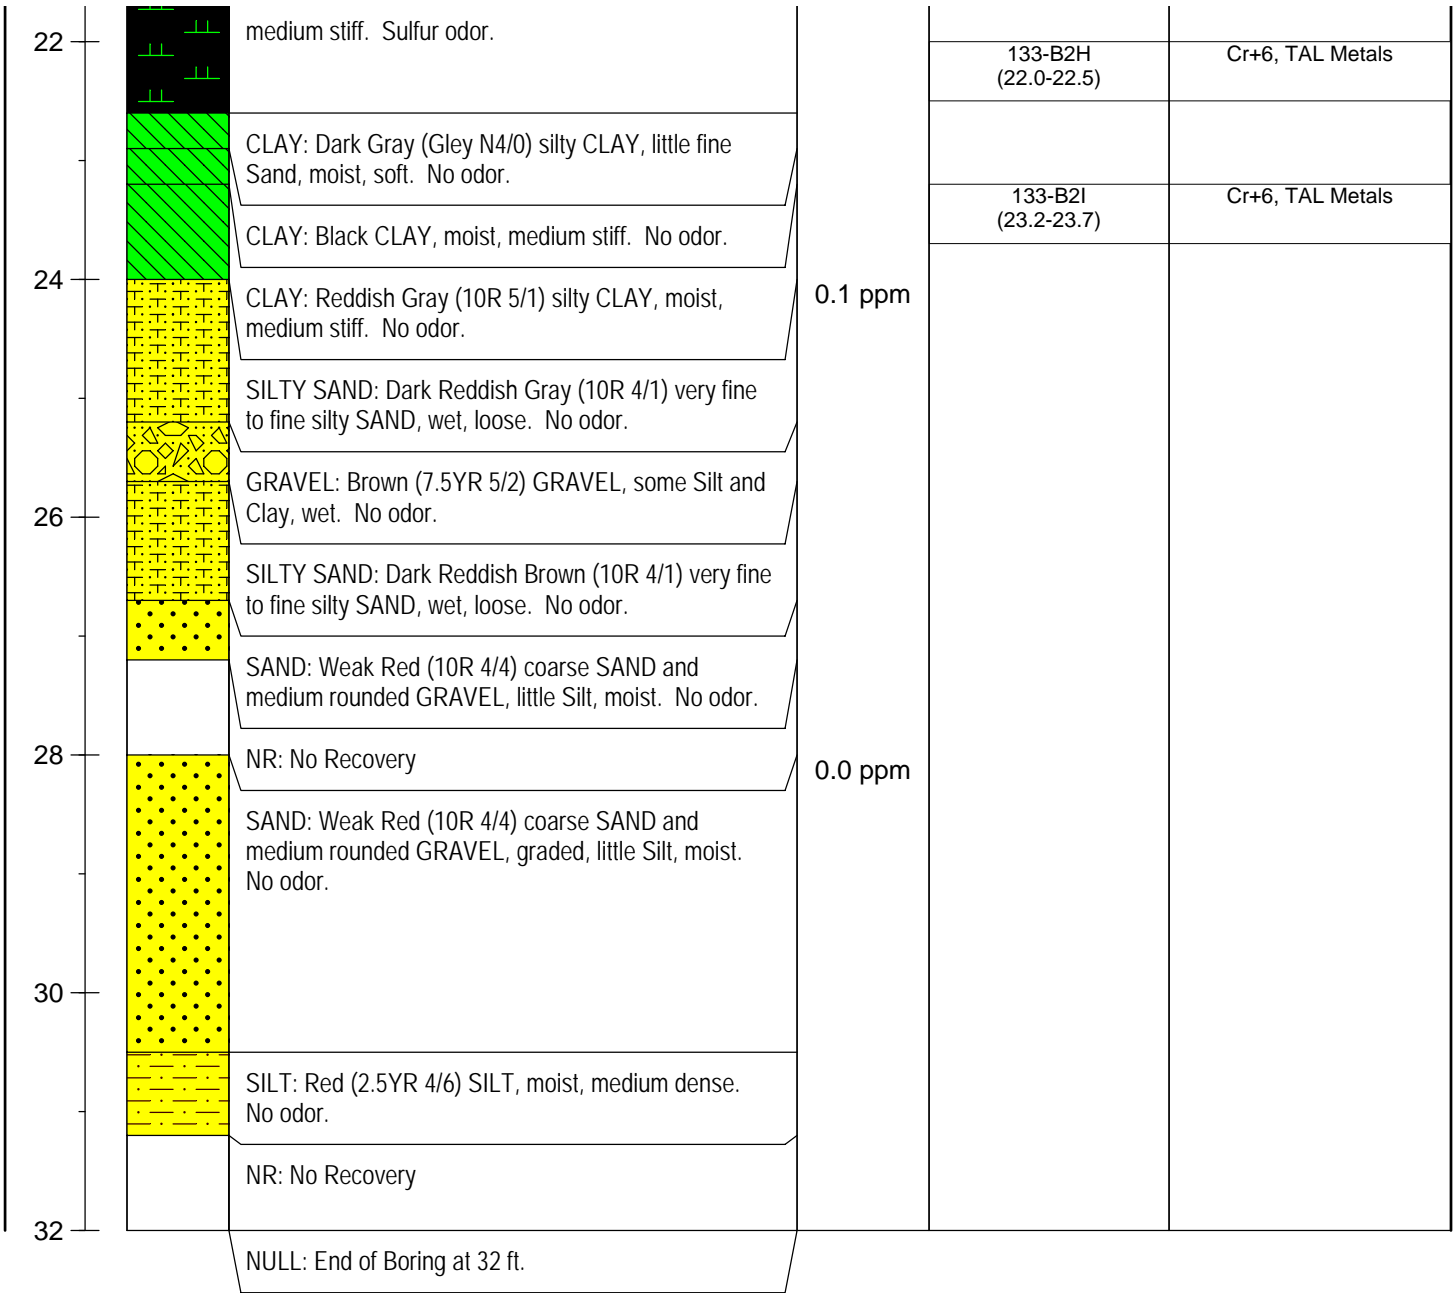 medium stiff.  Sulfur odor.
22
133-B2H
(22.0-22.5)
Cr+6, TAL Metals
CLAY: Dark Gray (Gley N4/0) silty CLAY, little fine
Sand, moist, soft.  No odor.
133-B2I
(23.2-23.7)
Cr+6, TAL Metals
CLAY: Black CLAY, moist, medium stiff.  No odor.
24
0.1 ppm
CLAY: Reddish Gray (10R 5/1) silty CLAY, moist,
medium stiff.  No odor.
SILTY SAND: Dark Reddish Gray (10R 4/1) very fine
to fine silty SAND, wet, loose.  No odor.
GRAVEL: Brown (7.5YR 5/2) GRAVEL, some Silt and
Clay, wet.  No odor.
26
SILTY SAND: Dark Reddish Brown (10R 4/1) very fine
to fine silty SAND, wet, loose.  No odor.
SAND: Weak Red (10R 4/4) coarse SAND and
medium rounded GRAVEL, little Silt, moist.  No odor.
28
NR: No Recovery
0.0 ppm
SAND: Weak Red (10R 4/4) coarse SAND and
medium rounded GRAVEL, graded, little Silt, moist.
No odor.
30
SILT: Red (2.5YR 4/6) SILT, moist, medium dense.
No odor.
NR: No Recovery
32
NULL: End of Boring at 32 ft.